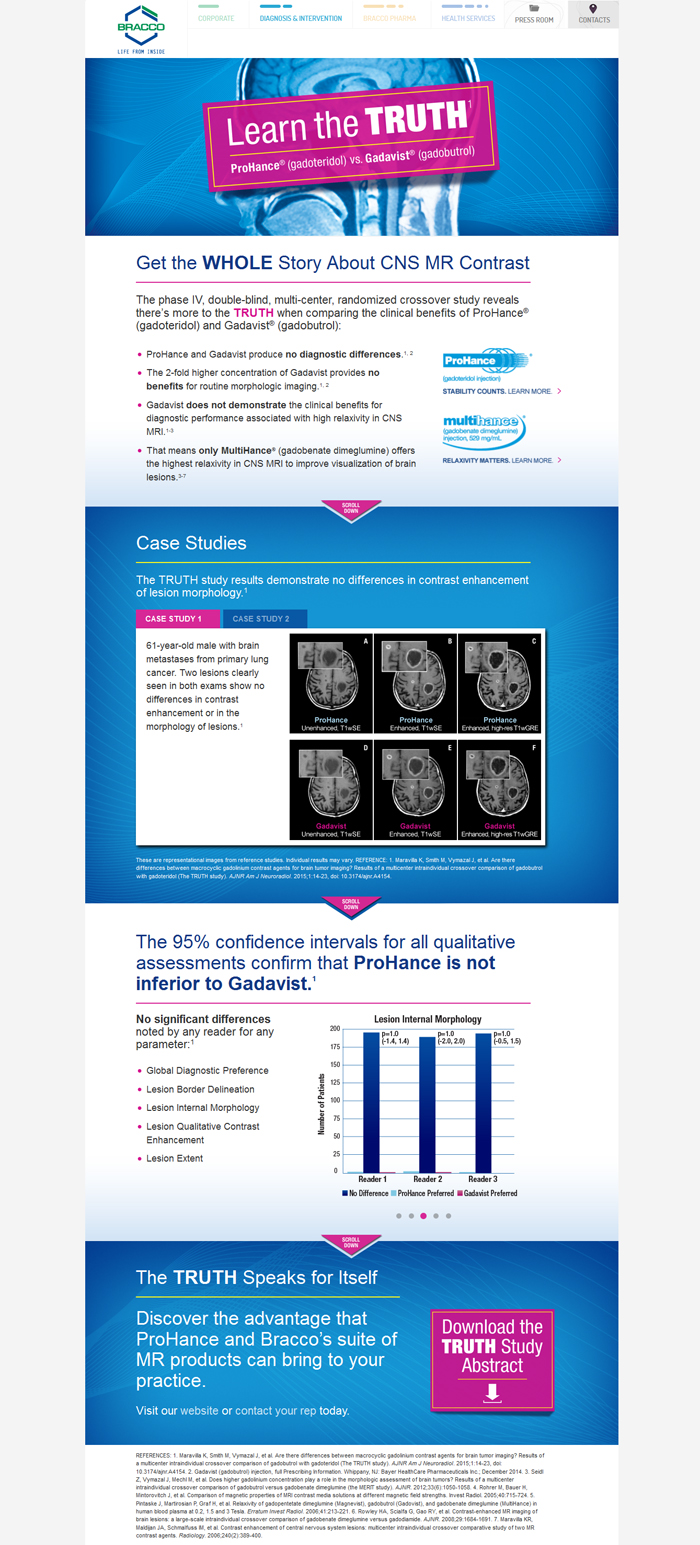 BRACCO
LIFE FROM INSIDE
CORPORATE
DIAGNOSIS & INTERVENTION
BRACCO PHARMA
HEALTH SERVICES
PRESS ROOM
CONTACTS
Learn the TRUTH¹
ProHance® (gadoteridol) vs. Gadavist® (gadobutrol)
Get the WHOLE Story About CNS MR Contrast
The phase IV, double-blind, multi-center, randomized crossover study reveals
there's more to the TRUTH when comparing the clinical benefits of ProHance®
(gadoteridol) and Gadavist® (gadobutrol):
• ProHance and Gadavist produce no diagnostic differences.1, 2
• The 2-fold higher concentration of Gadavist provides no
benefits for routine morphologic imaging.1, 2
• Gadavist does not demonstrate the clinical benefits for
diagnostic performance associated with high relaxivity in CNS
MRI.1-3
• That means only MultiHance® (gadobenate dimeglumine) offers
the highest relaxivity in CNS MRI to improve visualization of brain
lesions.3-7
ProHance®
(gadoteridol injection)
STABILITY COUNTS. LEARN MORE. >
multihance®
(gadobenate dimeglumine)
injection, 529 mg/mL
RELAXIVITY MATTERS. LEARN MORE. >
SCROLL
DOWN
Case Studies
The TRUTH study results demonstrate no differences in contrast enhancement
of lesion morphology.¹
CASE STUDY 1
CASE STUDY 2
61-year-old male with brain
metastases from primary lung
cancer. Two lesions clearly
seen in both exams show no
differences in contrast
enhancement or in the
morphology of lesions.¹
A
ProHance
Unenhanced, T1wSE
B
ProHance
Enhanced, T1wSE
C
ProHance
Enhanced, high-res T1wGRE
D
Gadavist
Unenhanced, T1wSE
E
Gadavist
Enhanced, T1wSE
F
Gadavist
Enhanced, high-res T1wGRE
These are representational images from reference studies. Individual results may vary. REFERENCE: 1. Maravilla K, Smith M, Vymazal J, et al. Are there
differences between macrocyclic gadolinium contrast agents for brain tumor imaging? Results of a multicenter intraindividual crossover comparison of gadobutrol
with gadoteridol (The TRUTH study). AJNR Am J Neuroradiol. 2015;1:14-23, doi: 10.3174/ajnr.A4154.
SCROLL
DOWN
The 95% confidence intervals for all qualitative
assessments confirm that ProHance is not
inferior to Gadavist.¹
No significant differences
noted by any reader for any
parameter:¹
• Global Diagnostic Preference
• Lesion Border Delineation
• Lesion Internal Morphology
• Lesion Qualitative Contrast
Enhancement
• Lesion Extent
Lesion Internal Morphology
Number of Patients
200
175
150
125
100
75
50
25
0
p=1.0
(-1.4, 1.4)
p=1.0
(-2.0, 2.0)
p=1.0
(-0.5, 1.5)
Reader 1
Reader 2
Reader 3
No Difference
ProHance Preferred
Gadavist Preferred
SCROLL
DOWN
The TRUTH Speaks for Itself
Discover the advantage that
ProHance and Bracco's suite of
MR products can bring to your
practice.
Visit our website or contact your rep today.
Download the
TRUTH Study
Abstract
REFERENCES: 1. Maravilla K, Smith M, Vymazal J, et al. Are there differences between macrocyclic gadolinium contrast agents for brain tumor imaging? Results of
a multicenter intraindividual crossover comparison of gadobutrol with gadoteridol (The TRUTH study). AJNR Am J Neuroradiol. 2015;1:14-23, doi:
10.3174/ajnr.A4154. 2. Gadavist (gadobutrol) injection, full Prescribing Information. Whippany, NJ: Bayer HealthCare Pharmaceuticals Inc.; December 2014. 3. Seidl
Z, Vymazal J, Mechl M, et al. Does higher gadolinium concentration play a role in the morphologic assessment of brain tumors? Results of a multicenter
intraindividual crossover comparison of gadobutrol versus gadobenate dimeglumine (the MERIT study). AJNR. 2012;33(6):1050-1058. 4. Rohrer M, Bauer H,
Mintorovitch J, et al. Comparison of magnetic properties of MRI contrast media solutions at different magnetic field strengths. Invest Radiol. 2005;40:715-724. 5.
Pintaske J, Martirosian P, Graf H, et al. Relaxivity of gadopentetate dimeglumine (Magnevist), gadobutrol (Gadovist), and gadobenate dimeglumine (MultiHance) in
human blood plasma at 0.2, 1.5 and 3 Tesla. Erratum Invest Radiol. 2006;41:213-221. 6. Rowley HA, Scialfa G, Gao RY, et al. Contrast-enhanced MR imaging of
brain lesions: a large-scale intraindividual crossover comparison of gadobenate dimeglumine versus gadodiamide. AJNR. 2008;29:1684-1691. 7. Maravilla KR,
Maldjian JA, Schmalfuss IM, et al. Contrast enhancement of central nervous system lesions: multicenter intraindividual crossover comparative study of two MR
contrast agents. Radiology. 2006;240(2):389-400.